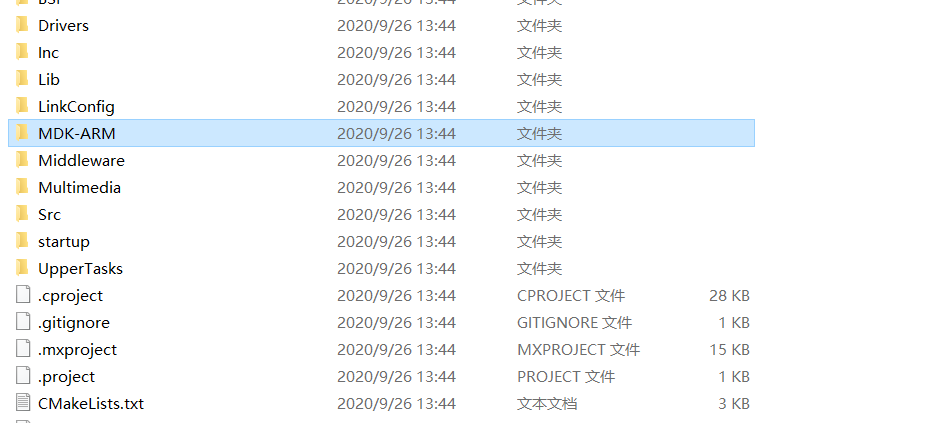 Drivers 2020/9/26 13:44 文件夹
Inc 2020/9/26 13:44 文件夹
Lib 2020/9/26 13:44 文件夹
LinkConfig 2020/9/26 13:44 文件夹
MDK-ARM 2020/9/26 13:44 文件夹
Middleware 2020/9/26 13:44 文件夹
Multimedia 2020/9/26 13:44 文件夹
Src 2020/9/26 13:44 文件夹
startup 2020/9/26 13:44 文件夹
UpperTasks 2020/9/26 13:44 文件夹
.cproject 2020/9/26 13:44 CPROJECT 文件 28 KB
.gitignore 2020/9/26 13:44 GITIGNORE 文件 1 KB
.mxproject 2020/9/26 13:44 MXPROJECT 文件 15 KB
.project 2020/9/26 13:44 PROJECT 文件 1 KB
CMakeLists.txt 2020/9/26 13:44 文本文档 3 KB